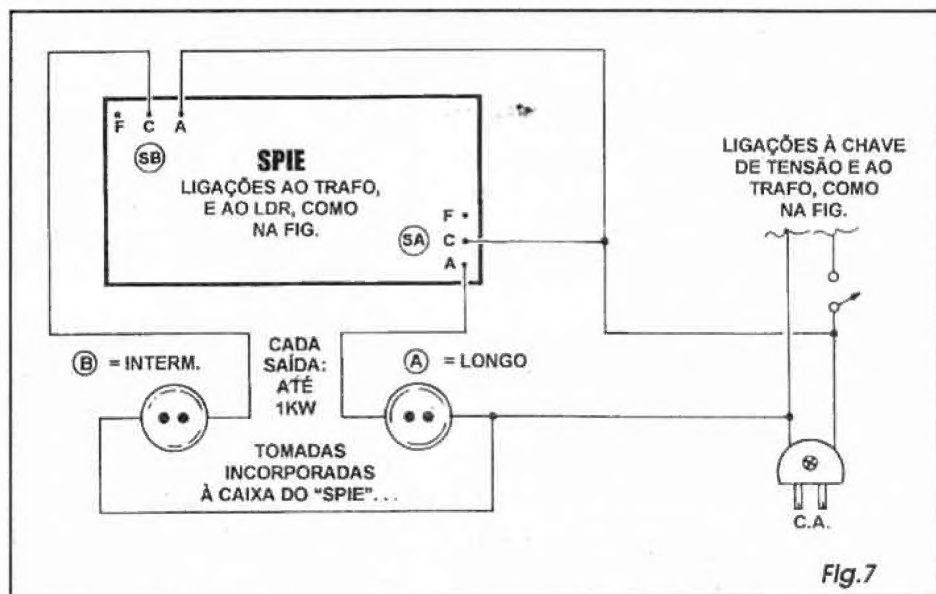 F C A
SB
SPIE
LIGAÇÕES AO TRAFO,
E AO LDR, COMO
NA FIG.
F
SA C
A
LIGAÇÕES À CHAVE
DE TENSÃO E AO
TRAFO, COMO
NA FIG.
B = INTERM.
CADA
SAÍDA:
ATÉ
1KW
A = LONGO
TOMADAS
INCORPORADAS
À CAIXA DO "SPIE"...
C.A.
Fig.7